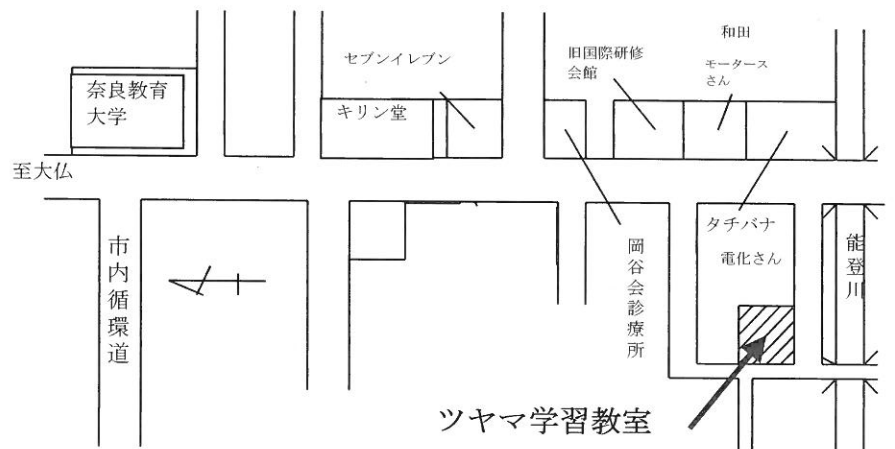 和田
モータース
さん
旧国際研修
会館
セブンイレブン
奈良教育
大学
キリン堂
至大仏
市内循環道
岡谷会診療所
タチバナ
電化さん
能登川
ツヤマ学習教室